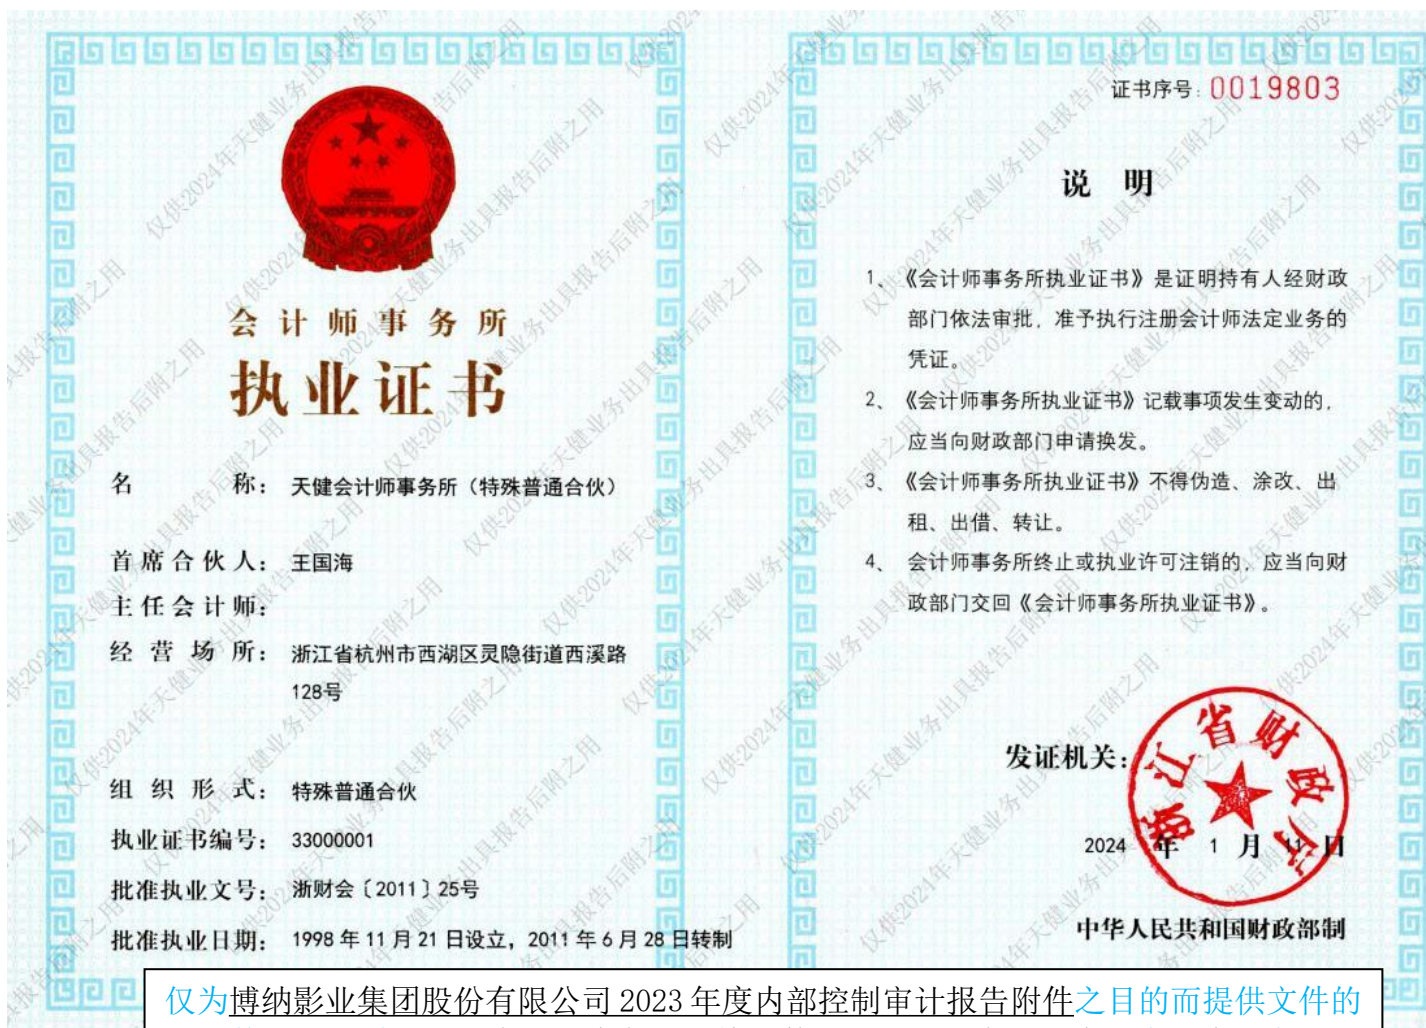 会计师事务所
执业证书
名称：天健会计师事务所（特殊普通合伙）
首席合伙人：王国海
主任会计师：
经营场所：浙江省杭州市西湖区灵隐街道西溪路
128号
组织形式：特殊普通合伙
执业证书编号：33000001
批准执业文号：浙财会〔2011〕25号
批准执业日期：1998年11月21日设立，2011年6月28日转制
证书序号：0019803
说明
1、《会计师事务所执业证书》是证明持有人经财政
部门依法审批，准予执行注册会计师法定业务的
凭证。
2、《会计师事务所执业证书》记载事项发生变动的，
应当向财政部门申请换发。
3、《会计师事务所执业证书》不得伪造、涂改、出
租、出借、转让。
4、会计师事务所终止或执业许可注销的，应当向财
政部门交回《会计师事务所执业证书》。
发证机关：
浙江省财政厅
2024年1月11日
中华人民共和国财政部制
仅供2024年天健业务出具报告后附之用
仅为博纳影业集团股份有限公司2023年度内部控制审计报告附件之目的而提供文件的